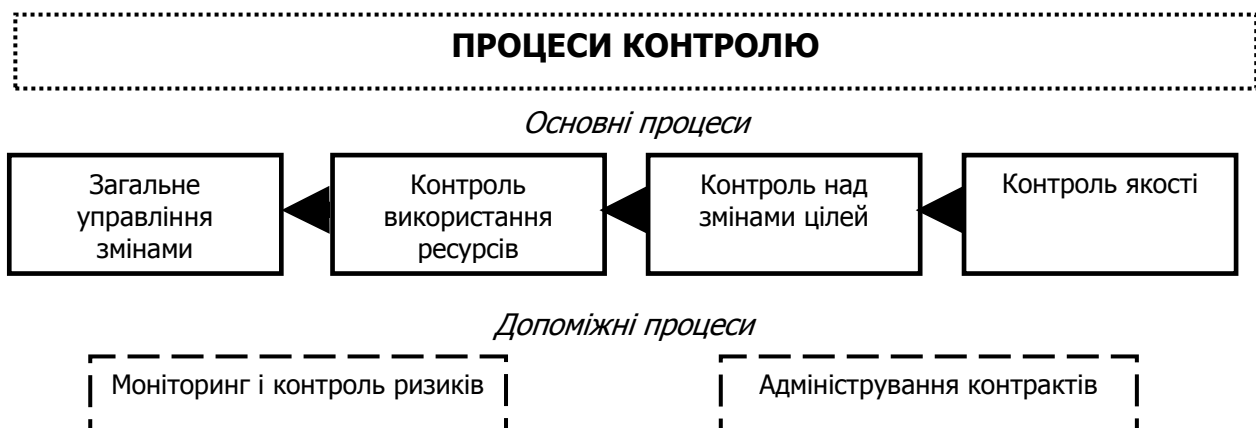 ПРОЦЕСИ КОНТРОЛЮ
Основні процеси
Загальне
управління
змінами
Контроль
використання
ресурсів
Контроль над
змінами цілей
Контроль якості
Допоміжні процеси
Моніторинг і контроль ризиків
Адміністрування контрактів